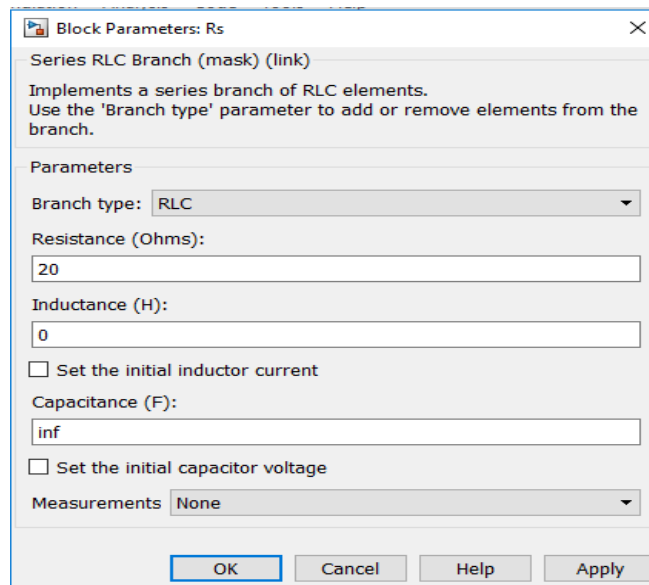 Block Parameters: Rs
Series RLC Branch (mask) (link)
Implements a series branch of RLC elements.
Use the 'Branch type' parameter to add or remove elements from the
branch.
Parameters
Branch type: RLC
Resistance (Ohms):
20
Inductance (H):
0
Set the initial inductor current
Capacitance (F):
inf
Set the initial capacitor voltage
Measurements None
OK Cancel Help Apply